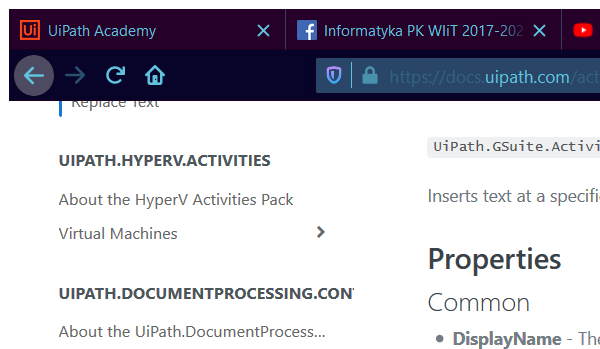 Ui UiPath Academy
Informatyka PK WIiT 2017-202
https://docs.uipath.com/act
Replace Text
UIPATH.HYPERV.ACTIVITIES
About the HyperV Activities Pack
Virtual Machines
UIPATH.DOCUMENTPROCESSING.CON
About the UiPath.DocumentProcess...
UiPath.GSuite.Activi
Inserts text at a specifi
Properties
Common
DisplayName - The